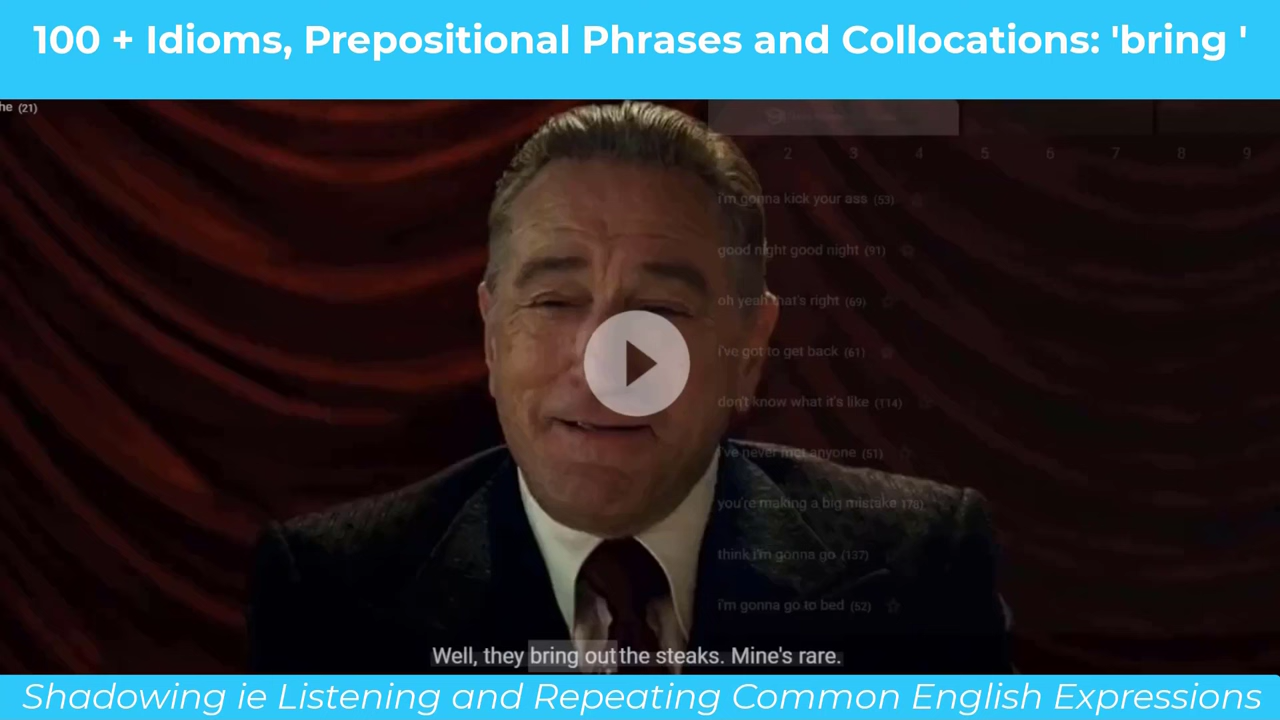 100 + Idioms, Prepositional Phrases and Collocations: 'bring '
he (21)
2 3 4 5 6 7 8 9
i'm gonna kick your ass (53)
good night good night (91)
oh yeah that's right (69)
i've got to get back (61)
don't know what it's like (114)
i've never met anyone (51)
you're making a big mistake 178)
think i'm gonna go (137)
i'm gonna go to bed (52)
Well, they bring out the steaks. Mine's rare.
Shadowing ie Listening and Repeating Common English Expressions